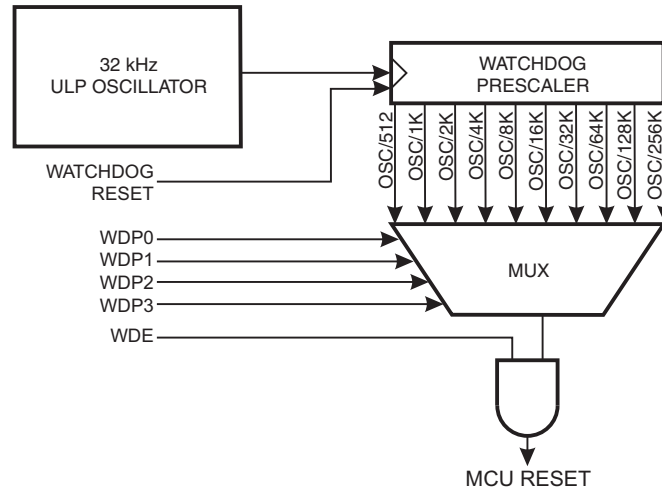 32 kHz
ULP OSCILLATOR
WATCHDOG
PRESCALER
OSC/512
OSC/1K
OSC/2K
OSC/4K
OSC/8K
OSC/16K
OSC/32K
OSC/64K
OSC/128K
OSC/256K
WATCHDOG
RESET
WDP0
WDP1
WDP2
WDP3
WDE
MUX
MCU RESET